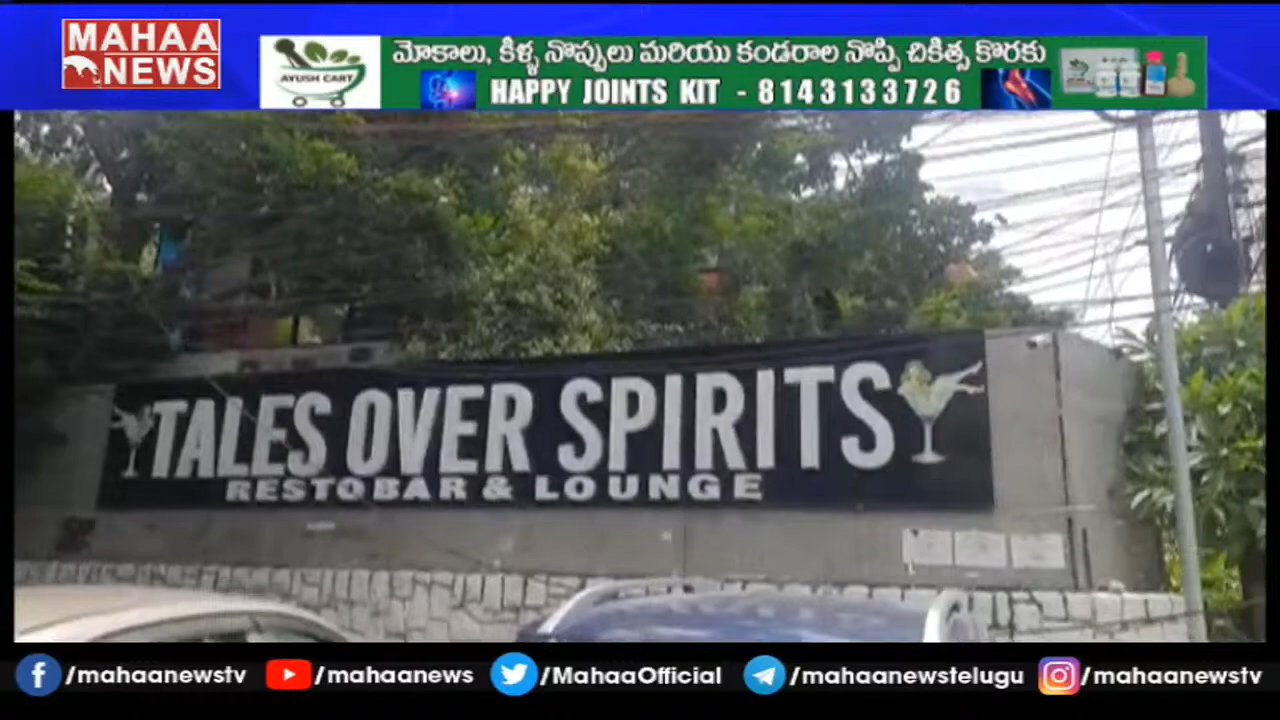 MAHAA
NEWS
AYUSH CART
మోకాలు, కీళ్ళ నొప్పులు మరియు కండరాల నొప్పి చికిత్స కొరకు
HAPPY JOINTS KIT - 8143133726
TALES OVER SPIRITS
RESTOBAR & LOUNGE
/mahaanewstv
/mahaanews
/MahaaOfficial
/mahaanewstelugu
/mahaanewstv